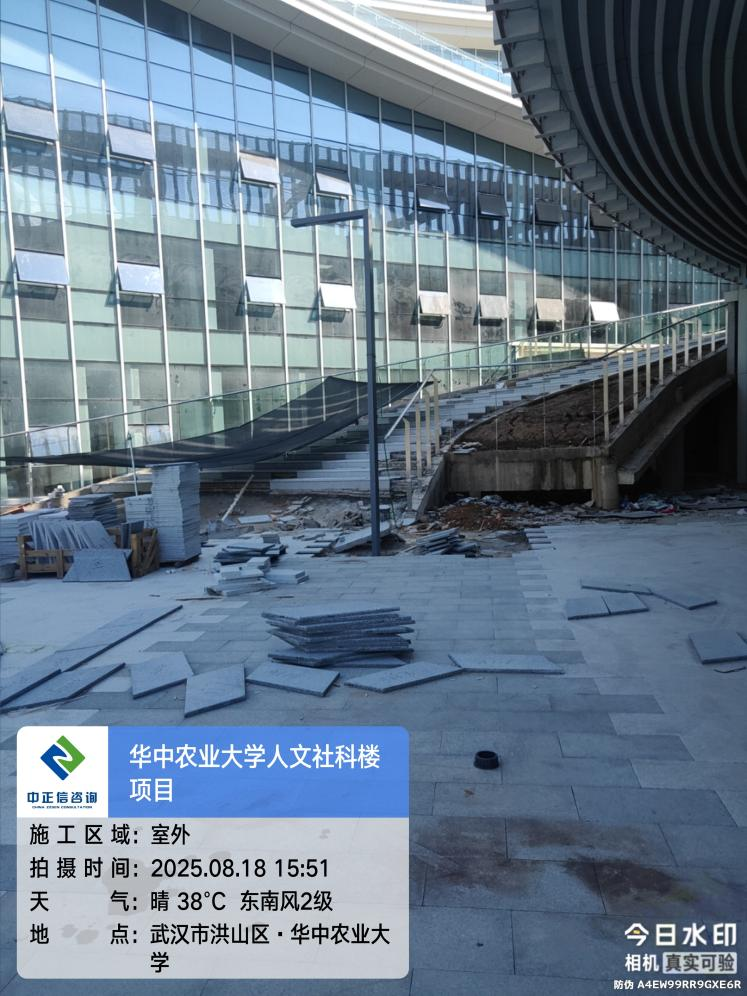 中正信咨询
CHINA ZEXIN CONSULTATION
华中农业大学人文社科楼
项目
施工区域：室外
拍摄时间：2025.08.18 15:51
天气：晴 38℃ 东南风2级
地点：武汉市洪山区·华中农业大
学
今日水印
相机 真实可验
防伪 A4EW99RR9GXE6R